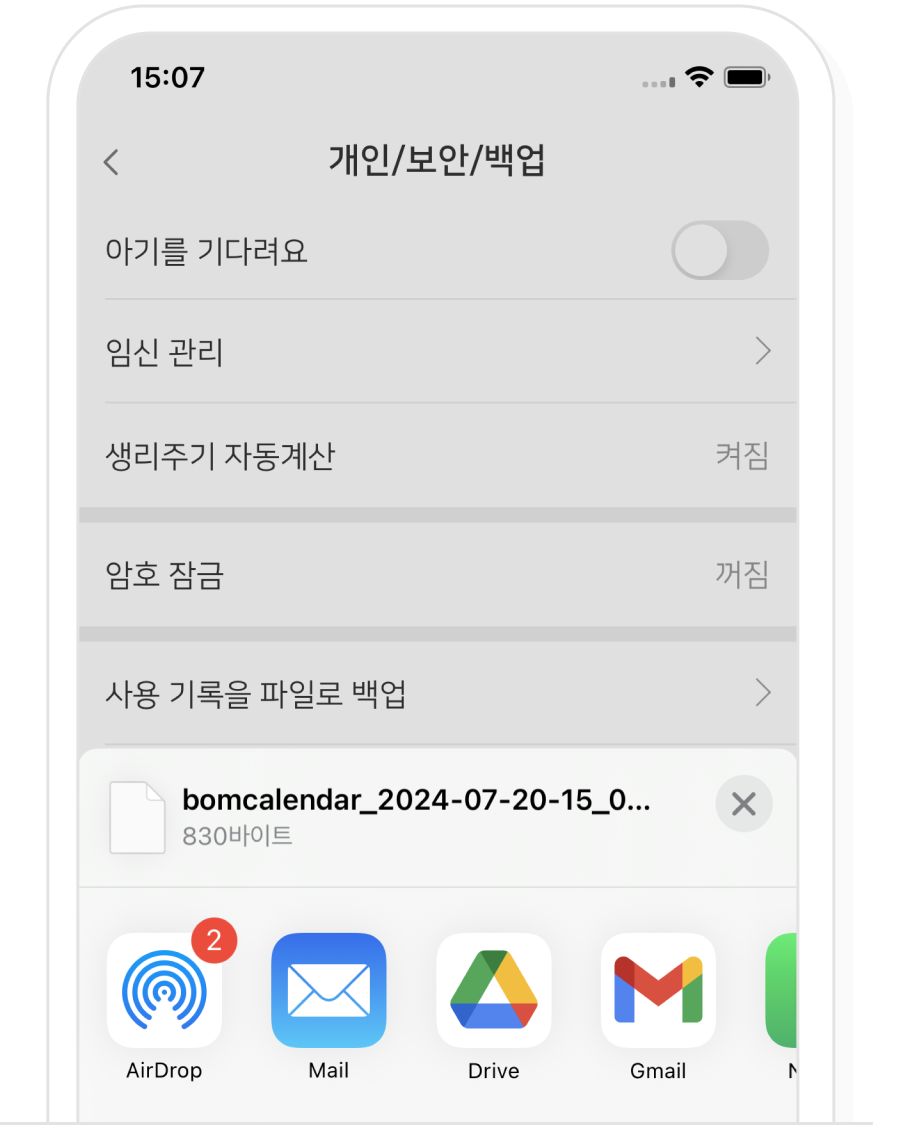 15:07
개인/보안/백업
아기를 기다려요
임신 관리
생리주기 자동계산
켜짐
암호 잠금
꺼짐
사용 기록을 파일로 백업
bomcalendar_2024-07-20-15_0...
830바이트
2
AirDrop
Mail
Drive
Gmail